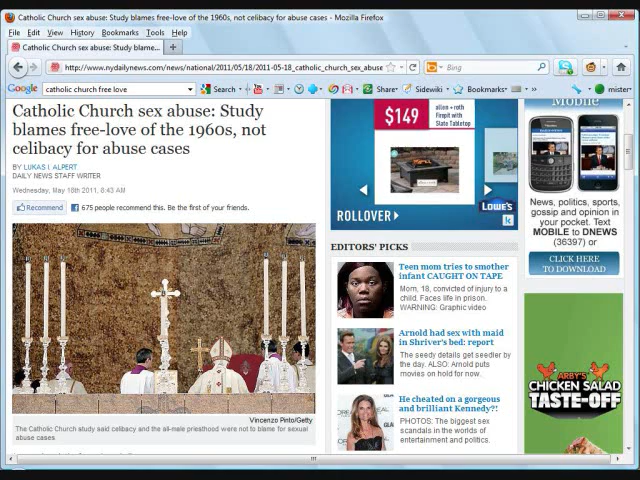 Catholic Church sex abuse: Study blames free-love of the 1960s, not celibacy for abuse cases - Mozilla Firefox
File Edit View History Bookmarks Tools Help
Catholic Church sex abuse: Study blame...
http://www.nydailynews.com/news/national/2011/05/18/2011-05-18_catholic_church_sex_abuse
Bing
Google
catholic church free love
Search
Share
Sidewiki
Bookmarks
mister
Catholic Church sex abuse: Study
blames free-love of the 1960s, not
celibacy for abuse cases
BY LUKAS I. ALPERT
DAILY NEWS STAFF WRITER
Wednesday, May 18th 2011, 8:43 AM
Recommend
675 people recommend this. Be the first of your friends.
Vincenzo Pinto/Getty
The Catholic Church study said celibacy and the all-male priesthood were not to blame for sexual
abuse cases
$149
allen + roth
Firepit with
Slate Tabletop
ROLLOVER
LOWE'S
EDITORS' PICKS
Teen mom tries to smother
infant CAUGHT ON TAPE
Mom, 18, convicted of injury to a
child. Faces life in prison.
WARNING: Graphic video
Arnold had sex with maid
in Shriver's bed: report
The seedy details get seedier by
the day. ALSO: Arnold puts
movies on hold for now.
He cheated on a gorgeous
and brilliant Kennedy?!
PHOTOS: The biggest sex
scandals in the worlds of
entertainment and politics.
Mobile
News, politics, sports,
gossip and opinion in
your pocket. Text
MOBILE to DNEWS
(36397) or
CLICK HERE
TO DOWNLOAD
ARBY'S
CHICKEN SALAD
TASTE-OFF